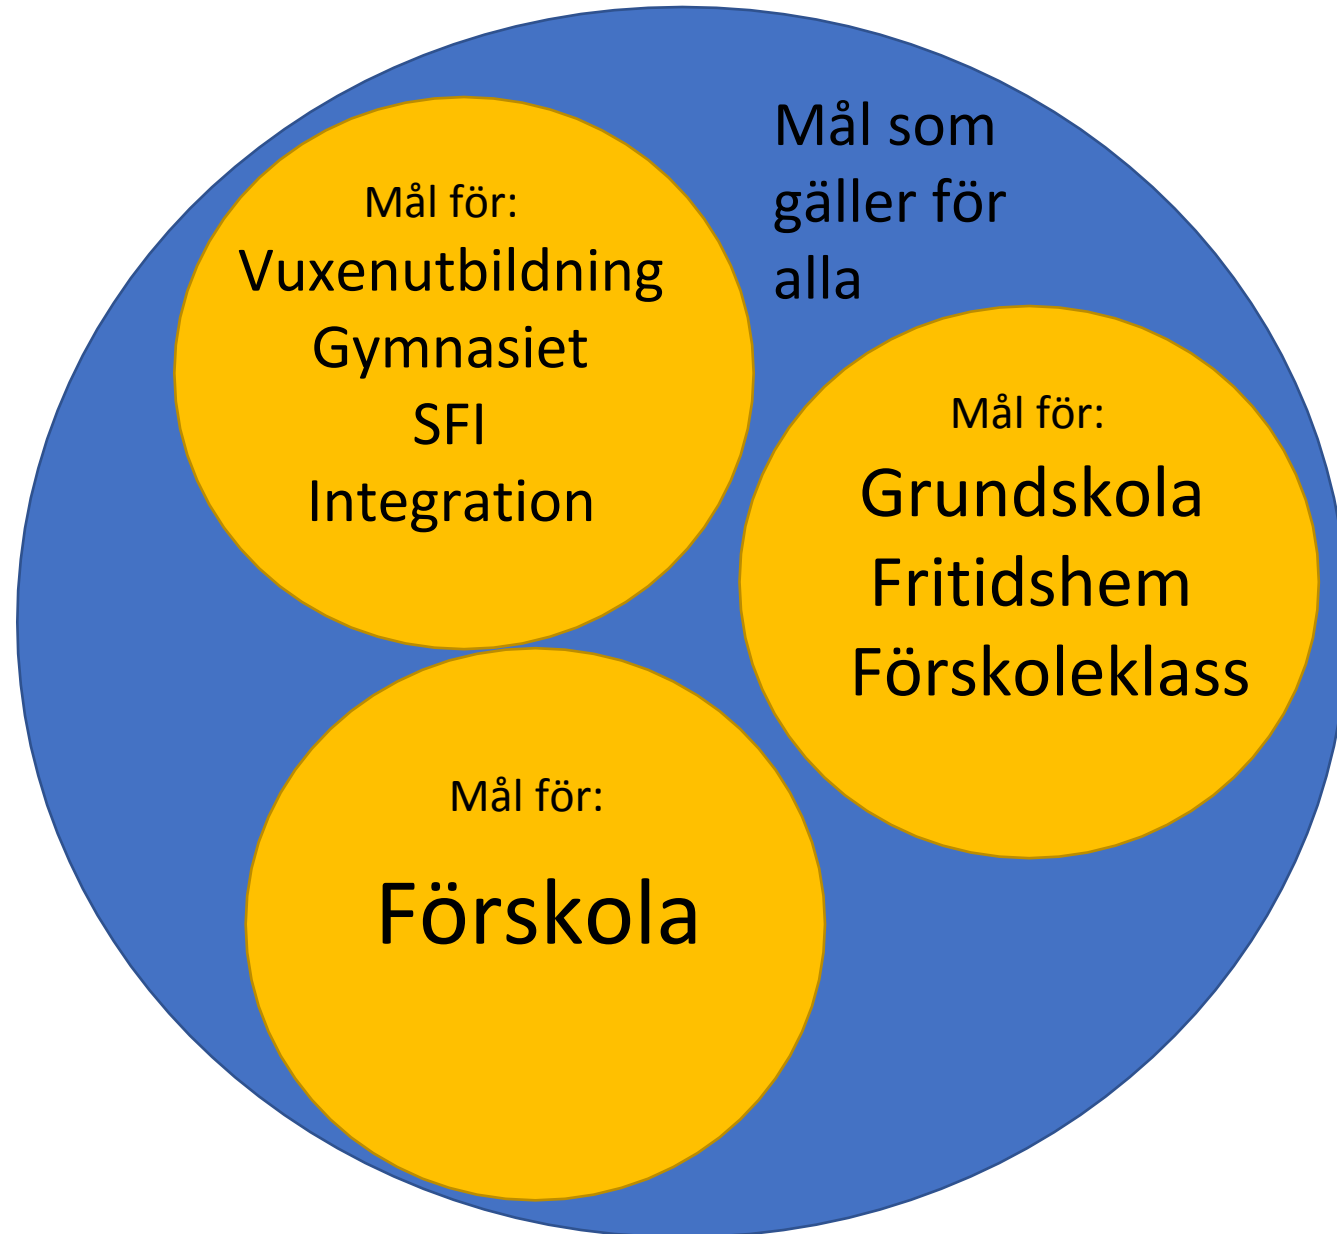 Mål som
gäller för
alla
Mål för:
Vuxenutbildning
Gymnasiet
SFI
Integration
Mål för:
Grundskola
Fritidshem
Förskoleklass
Mål för:
Förskola